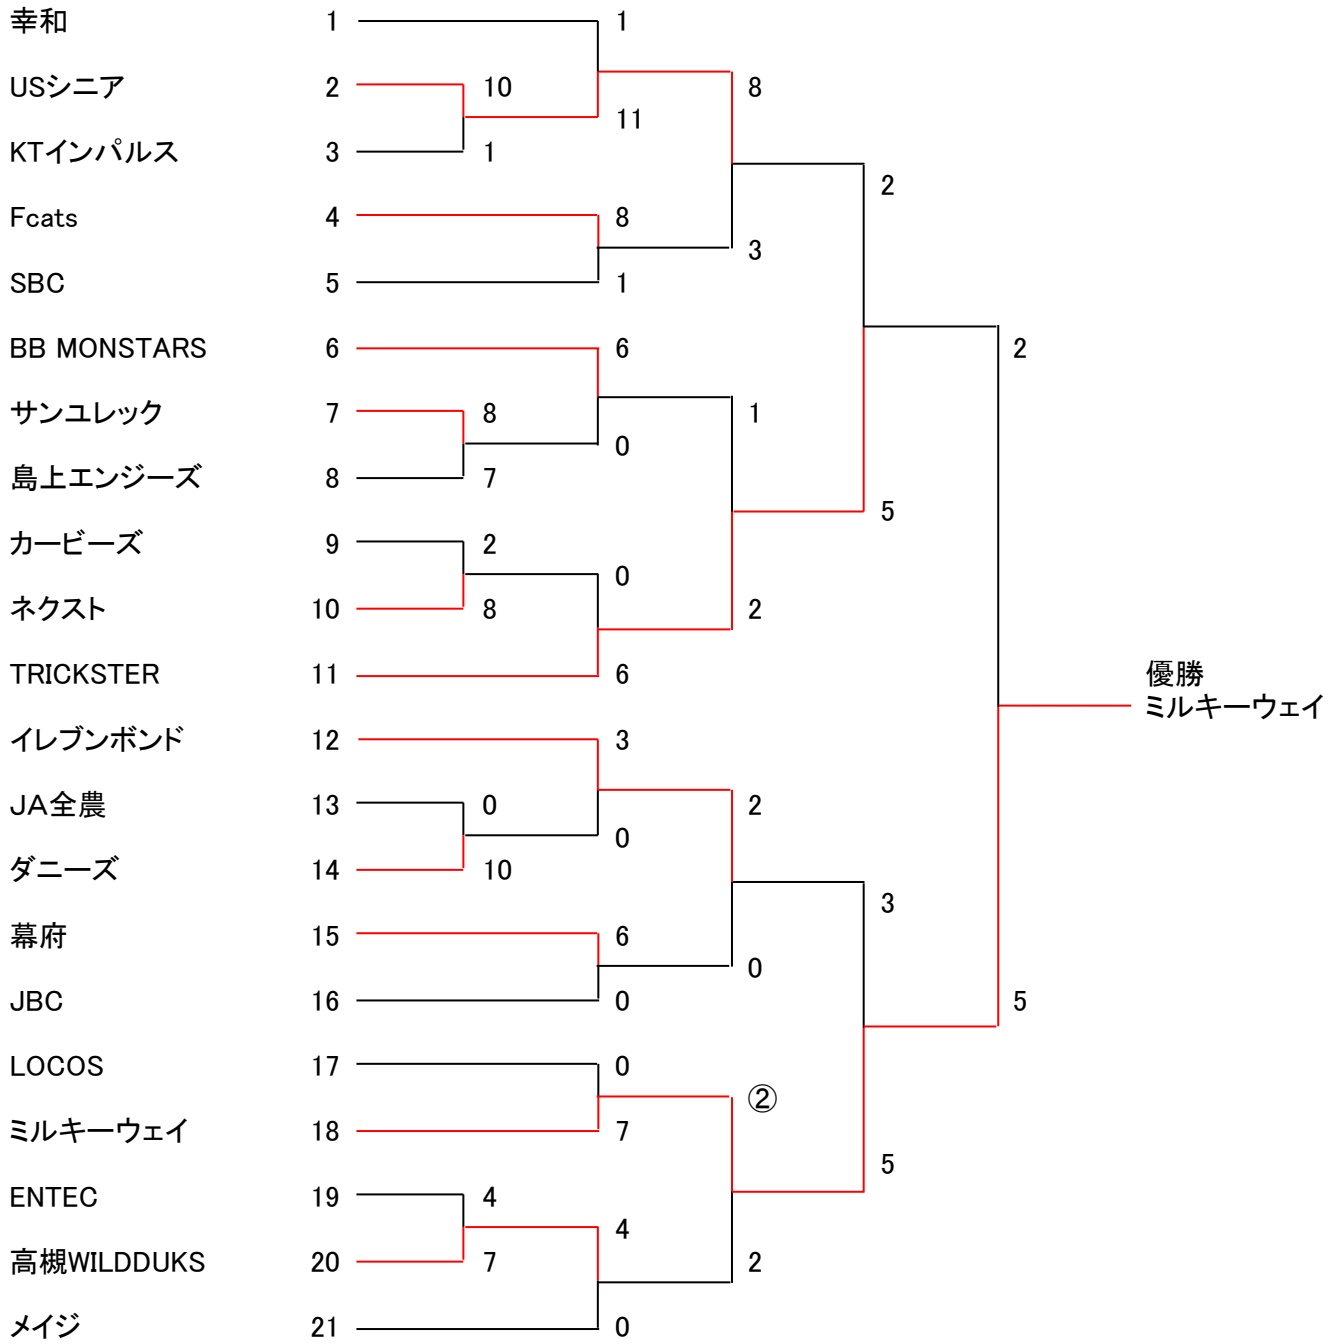 幸和 1 1
USシニア 2 10 8
11
KTインパルス 3 1
2
Fcats 4 8
3
SBC 5 1
BB MONSTARS 6 6 2
サンユレック 7 8 1
0
島上エンジーズ 8 7
5
カービーズ 9 2
0
ネクスト 10 8 2
TRICKSTER 11 6
優勝
ミルキーウェイ
イレブンボンド 12 3
JA全農 13 0 2
0
ダニーズ 14 10
3
幕府 15 6
0
JBC 16 0 5
LOCOS 17 0
②
ミルキーウェイ 18 7
5
ENTEC 19 4
4
高槻WILDDUKS 20 7 2
メイジ 21 0